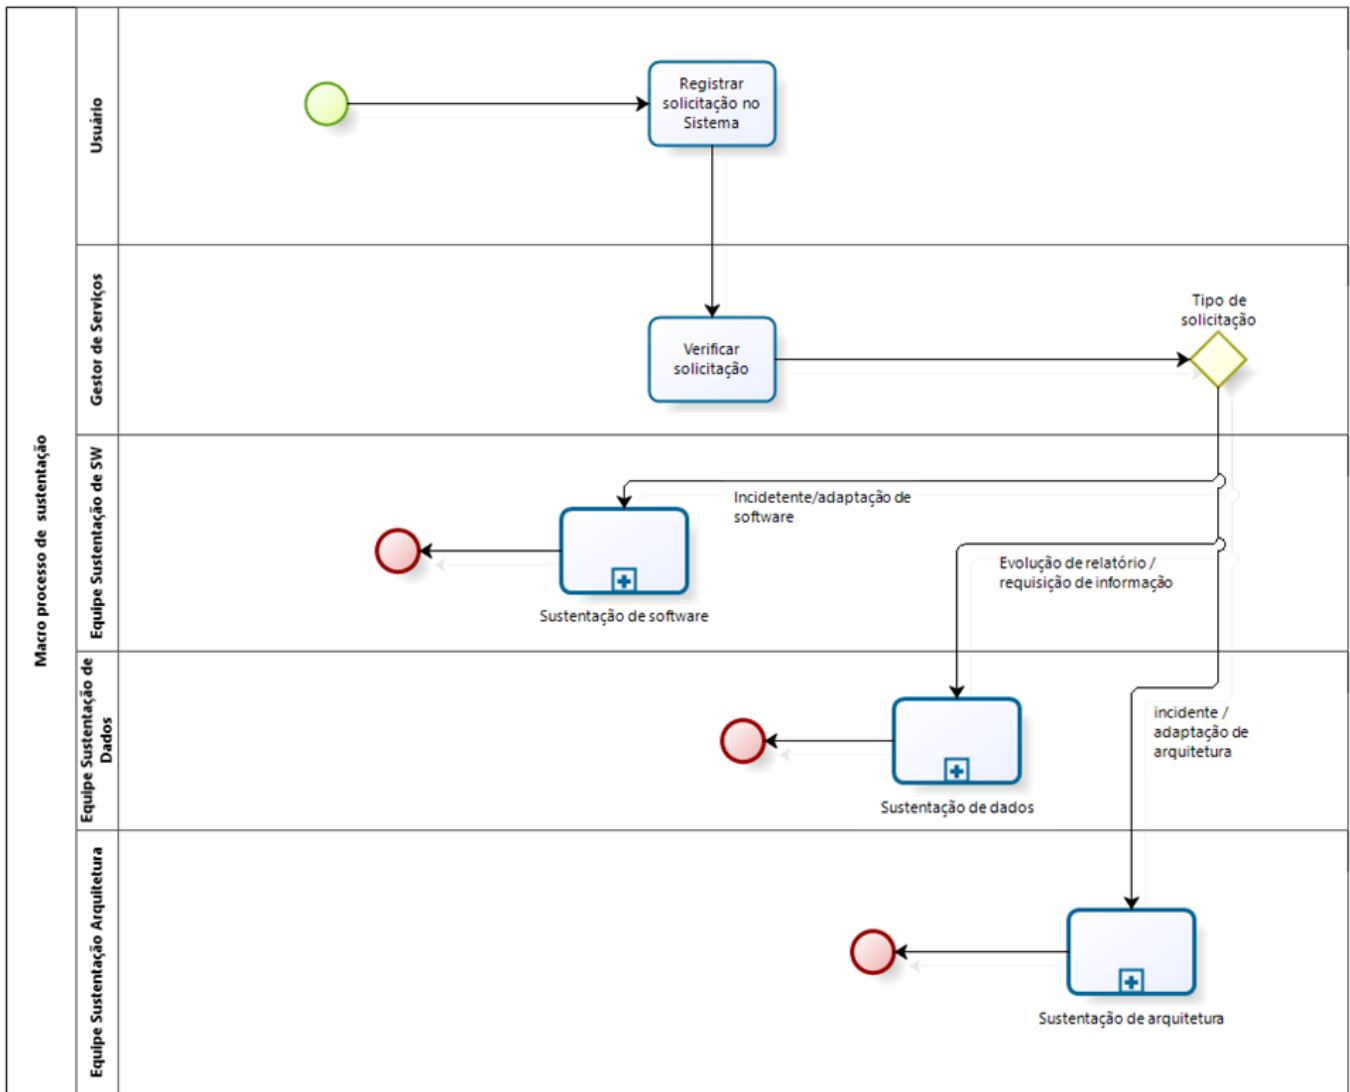 Macro processo de sustentação
Usuário
Registrar
solicitação no
Sistema
Gestor de Serviços
Verificar
solicitação
Tipo de
solicitação
Equipe Sustentação de SW
Incidetente/adaptação de
software
Evolução de relatório /
requisição de informação
Sustentação de software
Equipe Sustentação de
Dados
incidente /
adaptação de
arquitetura
Sustentação de dados
Equipe Sustentação Arquitetura
Sustentação de arquitetura